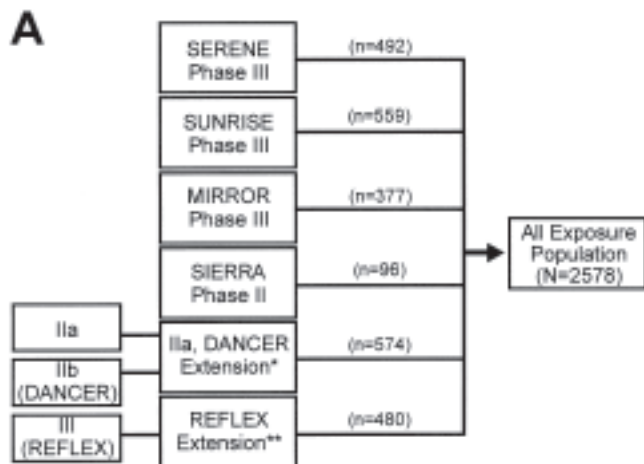 A
SERENE
Phase III
(n=492)
SUNRISE
Phase III
(n=559)
MIRROR
Phase III
(n=377)
All Exposure
Population
(N=2578)
SIERRA
Phase II
(n=96)
IIa
IIa, DANCER
Extension*
(n=574)
IIb
(DANCER)
III
(REFLEX)
REFLEX
Extension**
(n=480)